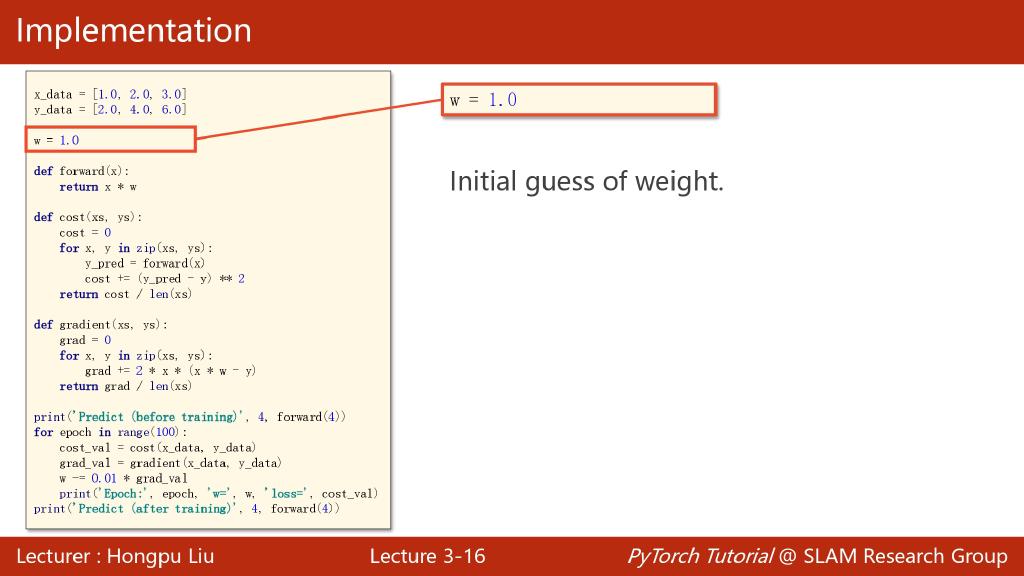 Implementation
x_data = [1.0, 2.0, 3.0]
y_data = [2.0, 4.0, 6.0]
w = 1.0
def forward(x):
    return x * w
def cost(xs, ys):
    cost = 0
    for x, y in zip(xs, ys):
        y_pred = forward(x)
        cost += (y_pred - y) ** 2
    return cost / len(xs)
def gradient(xs, ys):
    grad = 0
    for x, y in zip(xs, ys):
        grad += 2 * x * (x * w - y)
    return grad / len(xs)
print('Predict (before training)', 4, forward(4))
for epoch in range(100):
    cost_val = cost(x_data, y_data)
    grad_val = gradient(x_data, y_data)
    w -= 0.01 * grad_val
    print('Epoch:', epoch, 'w=', w, 'loss=', cost_val)
print('Predict (after training)', 4, forward(4))
w = 1.0
Initial guess of weight.
Lecturer : Hongpu Liu
Lecture 3-16
PyTorch Tutorial @ SLAM Research Group